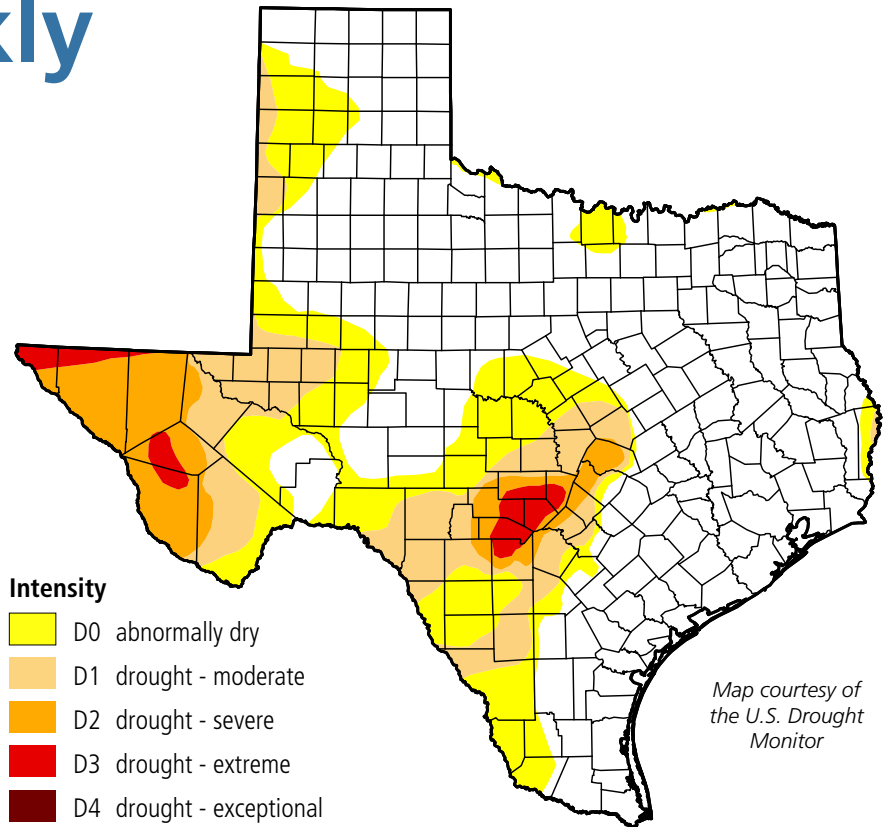 kly
Intensity
D0 abnormally dry
D1 drought - moderate
D2 drought - severe
D3 drought - extreme
D4 drought - exceptional
Map courtesy of
the U.S. Drought
Monitor